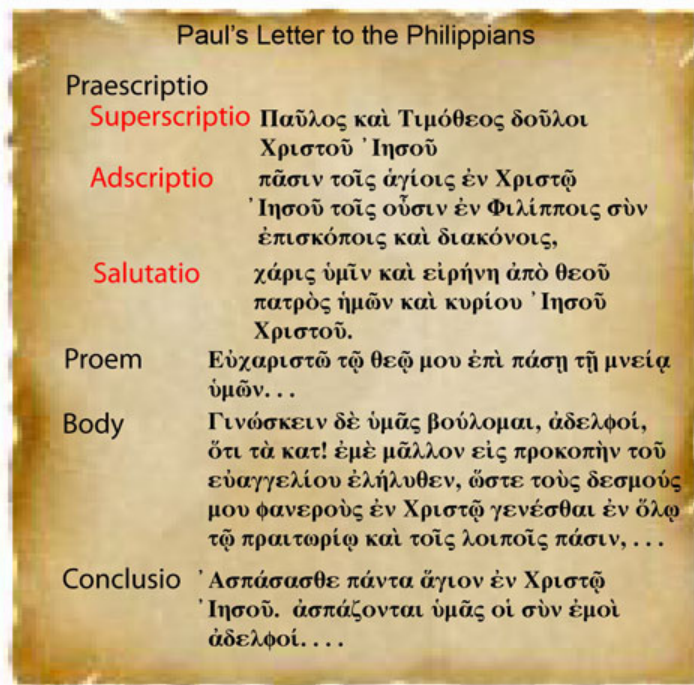 Paul's Letter to the Philippians
Praescriptio
Superscriptio Παῦλος καὶ Τιμόθεος δοῦλοι
Χριστοῦ Ἰησοῦ
Adscriptio πᾶσιν τοῖς ἁγίοις ἐν Χριστῷ
Ἰησοῦ τοῖς οὖσιν ἐν Φιλίπποις σὺν
ἐπισκόποις καὶ διακόνοις,
Salutatio χάρις ὑμῖν καὶ εἰρήνη ἀπὸ θεοῦ
πατρὸς ἡμῶν καὶ κυρίου Ἰησοῦ
Χριστοῦ.
Proem Εὐχαριστῶ τῷ θεῷ μου ἐπὶ πάσῃ τῇ μνείᾳ
ὑμῶν. . .
Body Γινώσκειν δὲ ὑμᾶς βούλομαι, ἀδελφοί,
ὅτι τὰ κατ! ἐμὲ μᾶλλον εἰς προκοπὴν τοῦ
εὐαγγελίου ἐλήλυθεν, ὥστε τοὺς δεσμούς
μου φανεροὺς ἐν Χριστῷ γενέσθαι ἐν ὅλῳ
τῷ πραιτωρίῳ καὶ τοῖς λοιποῖς πάσιν, . . .
Conclusio Ἀσπάσασθε πάντα ἅγιον ἐν Χριστῷ
Ἰησοῦ. ἀσπάζονται ὑμᾶς οἱ σὺν ἐμοὶ
ἀδελφοί. . . .